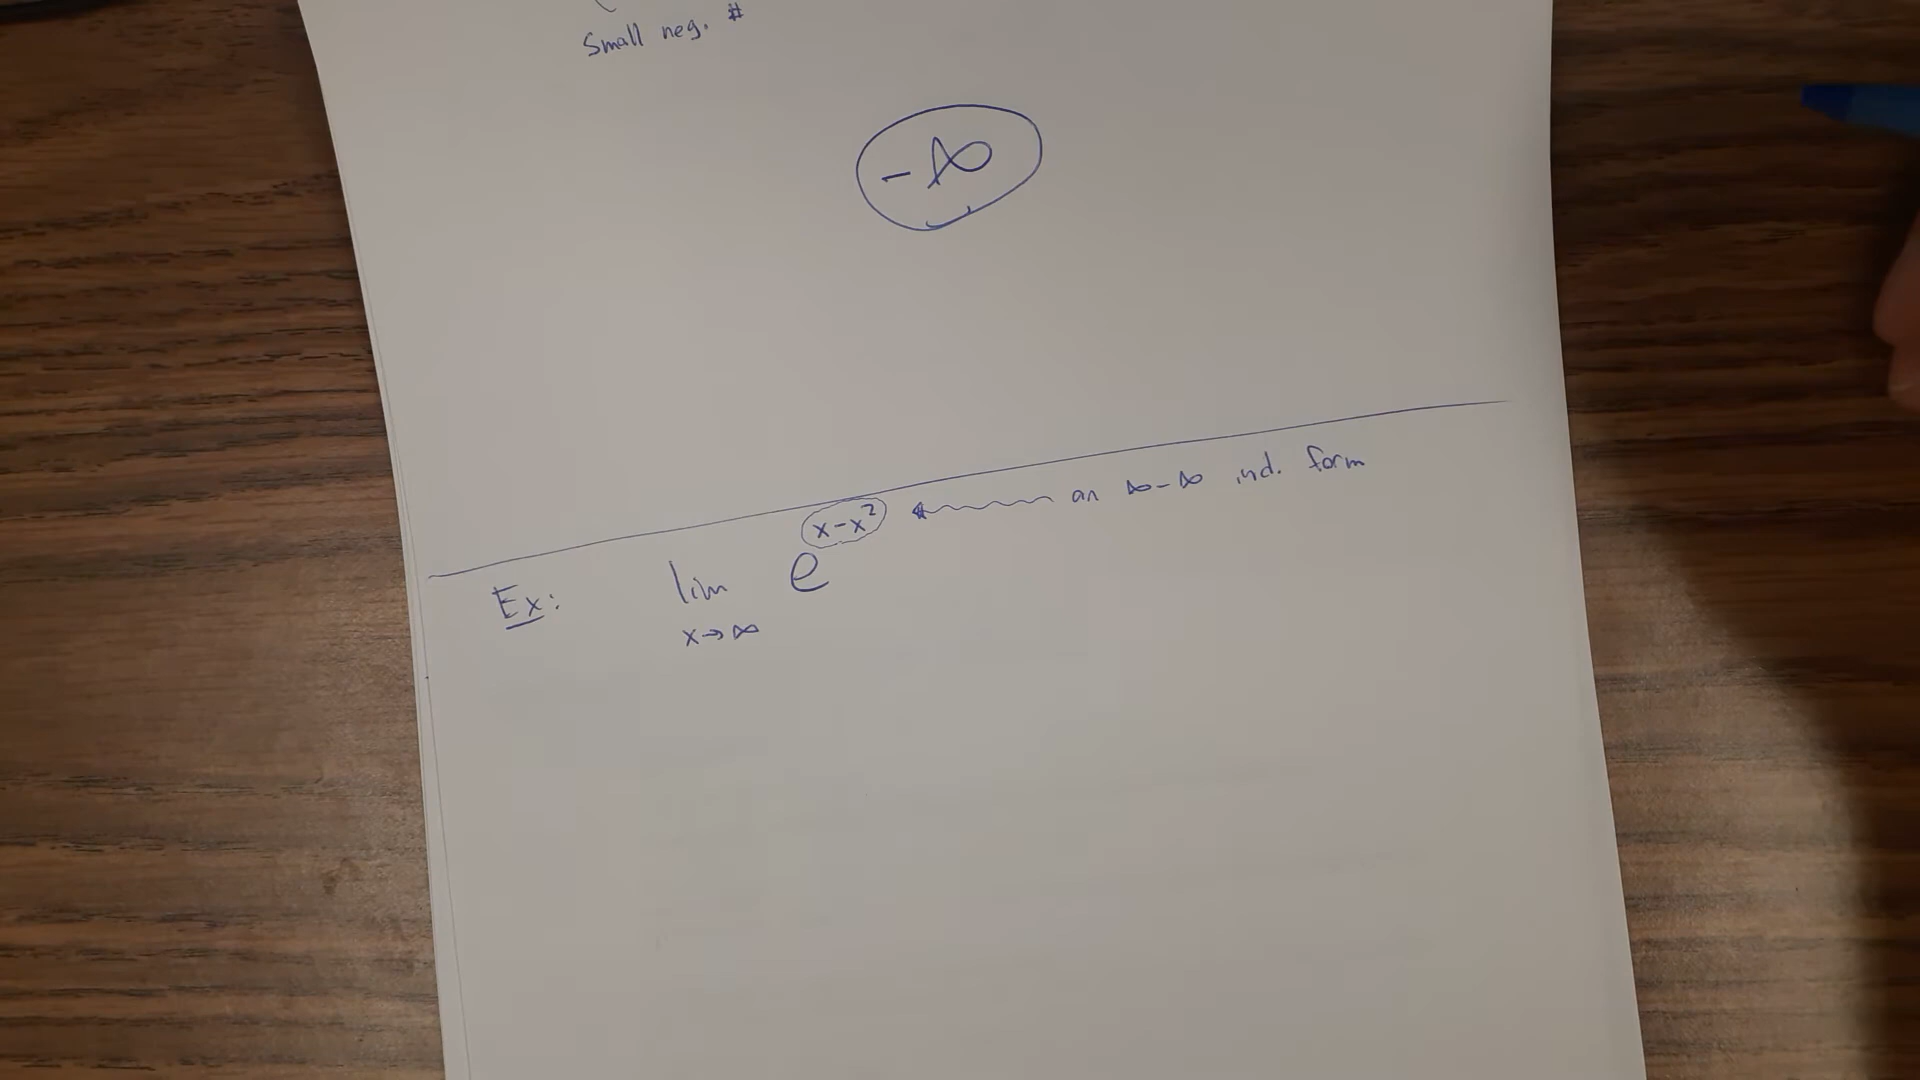 Small neg. #
-∞
x-x² ← an ∞-∞ ind. form
Ex: lim e
x→∞